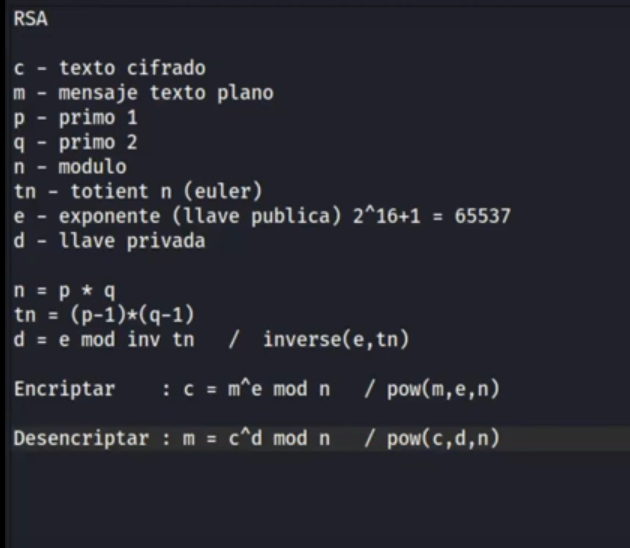 RSA
c - texto cifrado
m - mensaje texto plano
p - primo 1
q - primo 2
n - modulo
tn - totient n (euler)
e - exponente (llave publica) 2^16+1 = 65537
d - llave privada
n = p * q
tn = (p-1)*(q-1)
d = e mod inv tn / inverse(e,tn)
Encriptar : c = m^e mod n / pow(m,e,n)
Desencriptar : m = c^d mod n / pow(c,d,n)